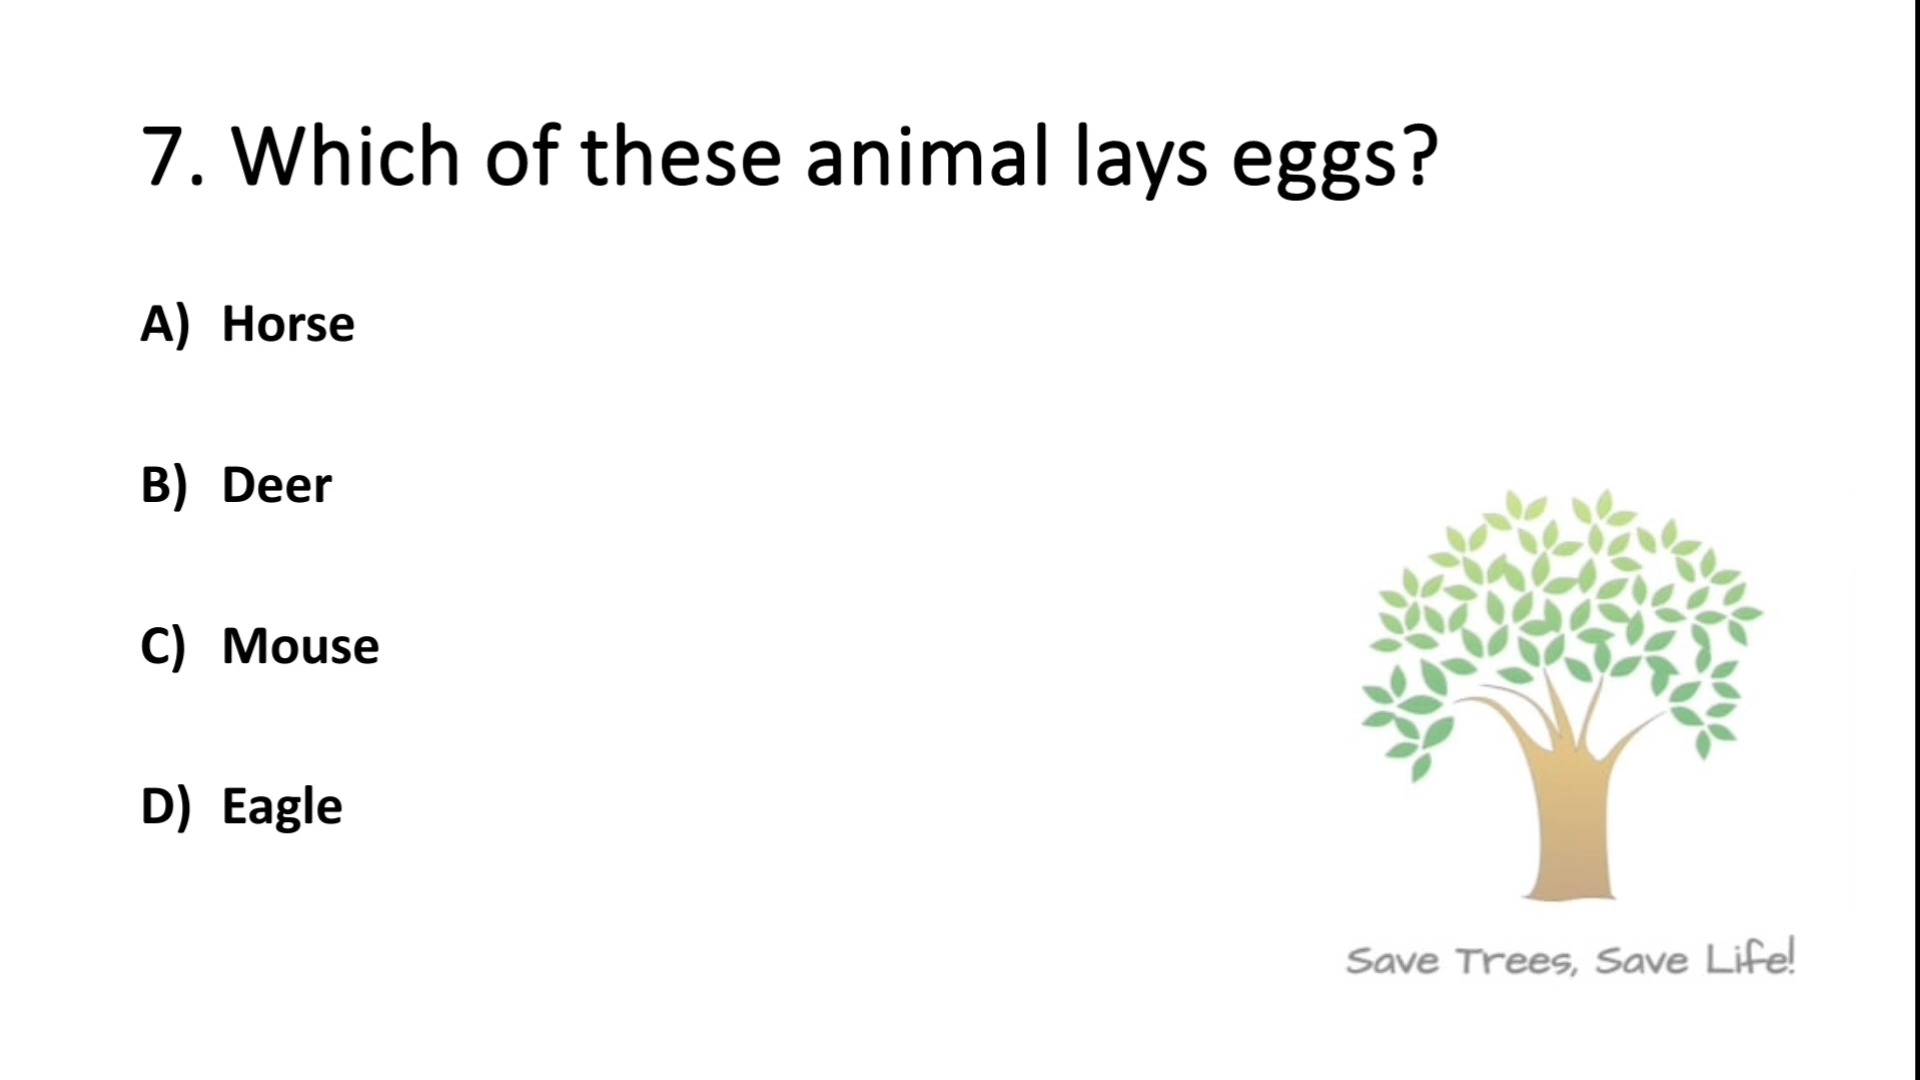 7. Which of these animal lays eggs?
A) Horse
B) Deer
C) Mouse
D) Eagle
Save Trees, Save Life!